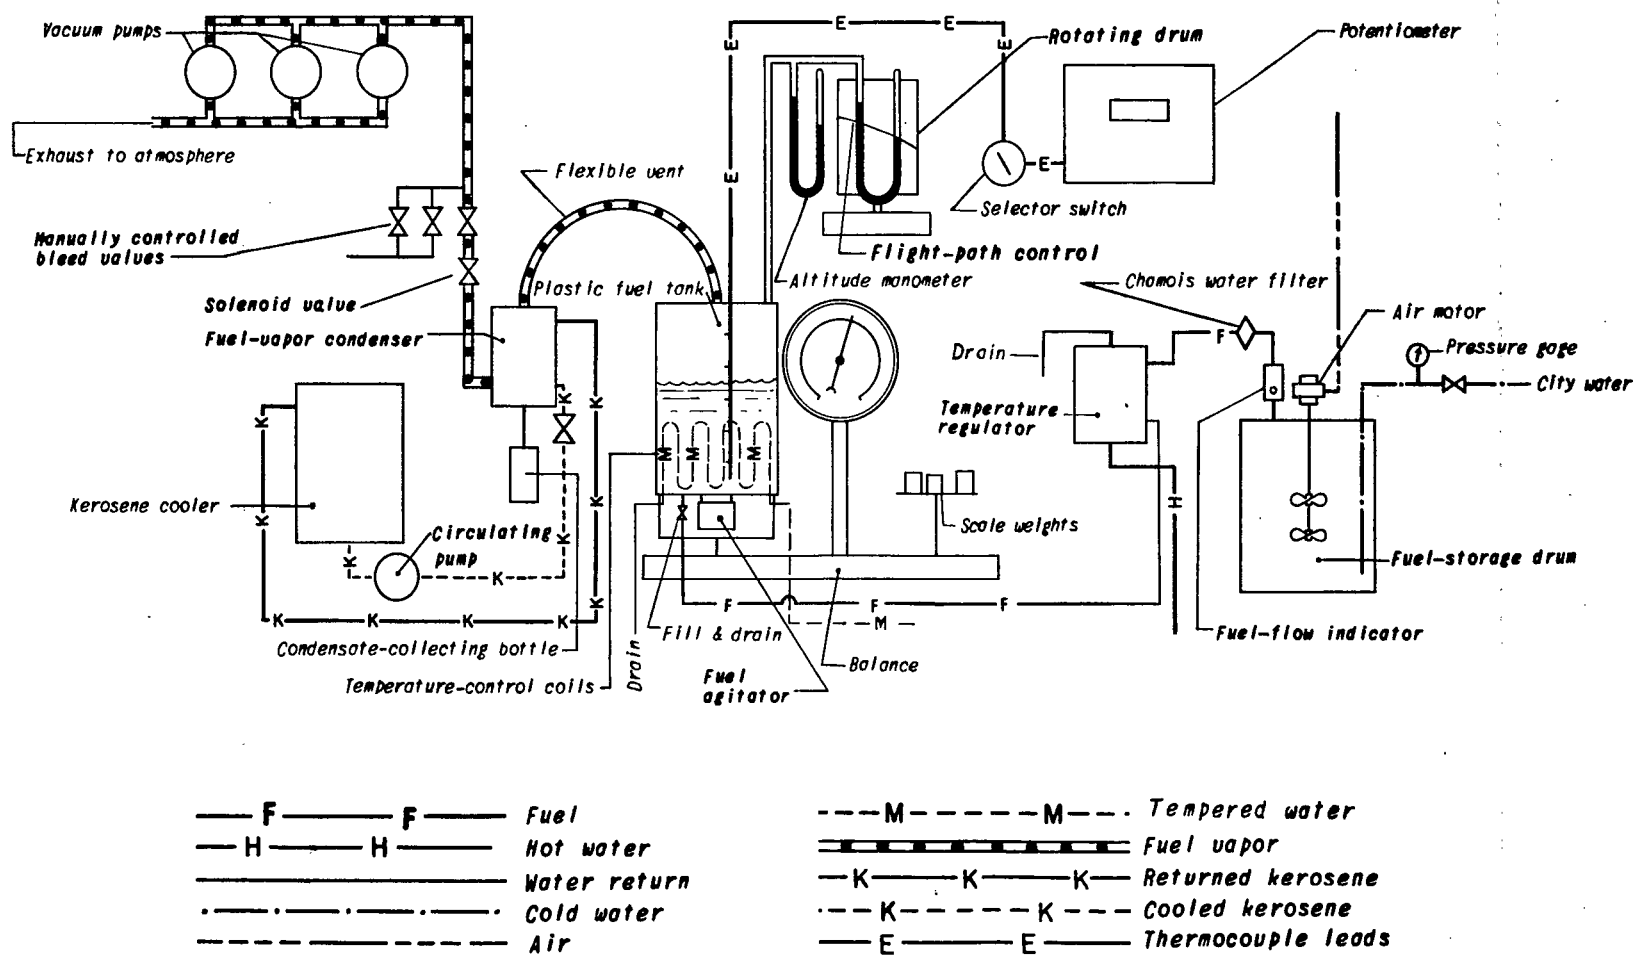 Vacuum pumps
Exhaust to atmosphere
Manually controlled
bleed valves
Solenoid valve
Fuel-vapor condenser
Flexible vent
Plastic fuel tank
E
E
E
E
E
E
Rotating drum
Potentiometer
Selector switch
Flight-path control
Altitude manometer
Chamois water filter
Air motor
Pressure gage
City water
Drain
F
Temperature
regulator
H
Kerosene cooler
Circulating
pump
K
K
K
K
K
K
K
K
K
K
K
K
K
M
M
M
Scale weights
Fuel-storage drum
F
F
F
M
Fuel-flow indicator
Condensate-collecting bottle
Fill & drain
Drain
Balance
Temperature-control coils
Fuel
agitator
F F Fuel
H H Hot water
Water return
Cold water
Air
M M Tempered water
Fuel vapor
K K K Returned kerosene
K K Cooled kerosene
E E Thermocouple leads